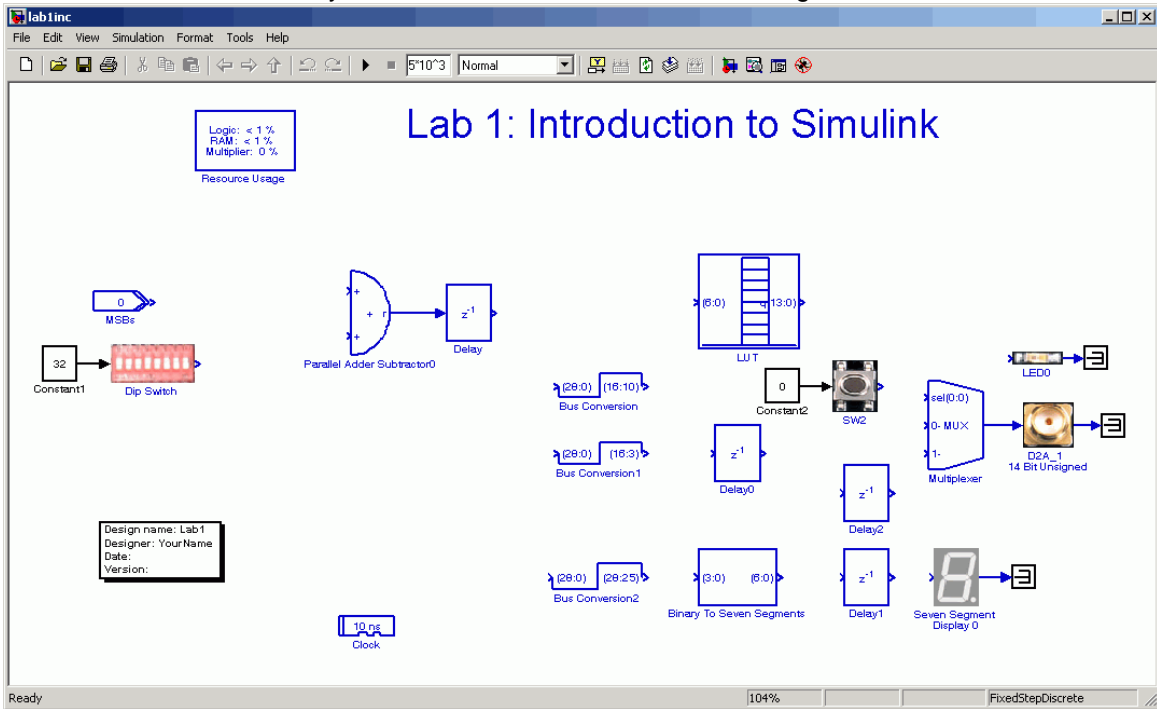 lab1inc
File Edit View Simulation Format Tools Help
5*10^3 Normal
Lab 1: Introduction to Simulink
Logic: < 1 %
RAM: < 1 %
Multiplier: 0 %
Resource Usage
0
MSBs
32
Constant1
Dip Switch
+
+ r
+
Parallel Adder Subtractor0
z-1
Delay
(6:0) q(13:0)
LUT
(28:0) (16:10)
Bus Conversion
0
Constant2
SW2
LED0
sel(0:0)
0- MUX
1-
Multiplexer
D2A_1
14 Bit Unsigned
(28:0) (16:3)
Bus Conversion1
z-1
Delay0
z-1
Delay2
Design name: Lab1
Designer: YourName
Date:
Version:
(28:0) (28:25)
Bus Conversion2
(3:0) (6:0)
Binary To Seven Segments
z-1
Delay1
Seven Segment
Display 0
10 ns
Clock
Ready 104% FixedStepDiscrete